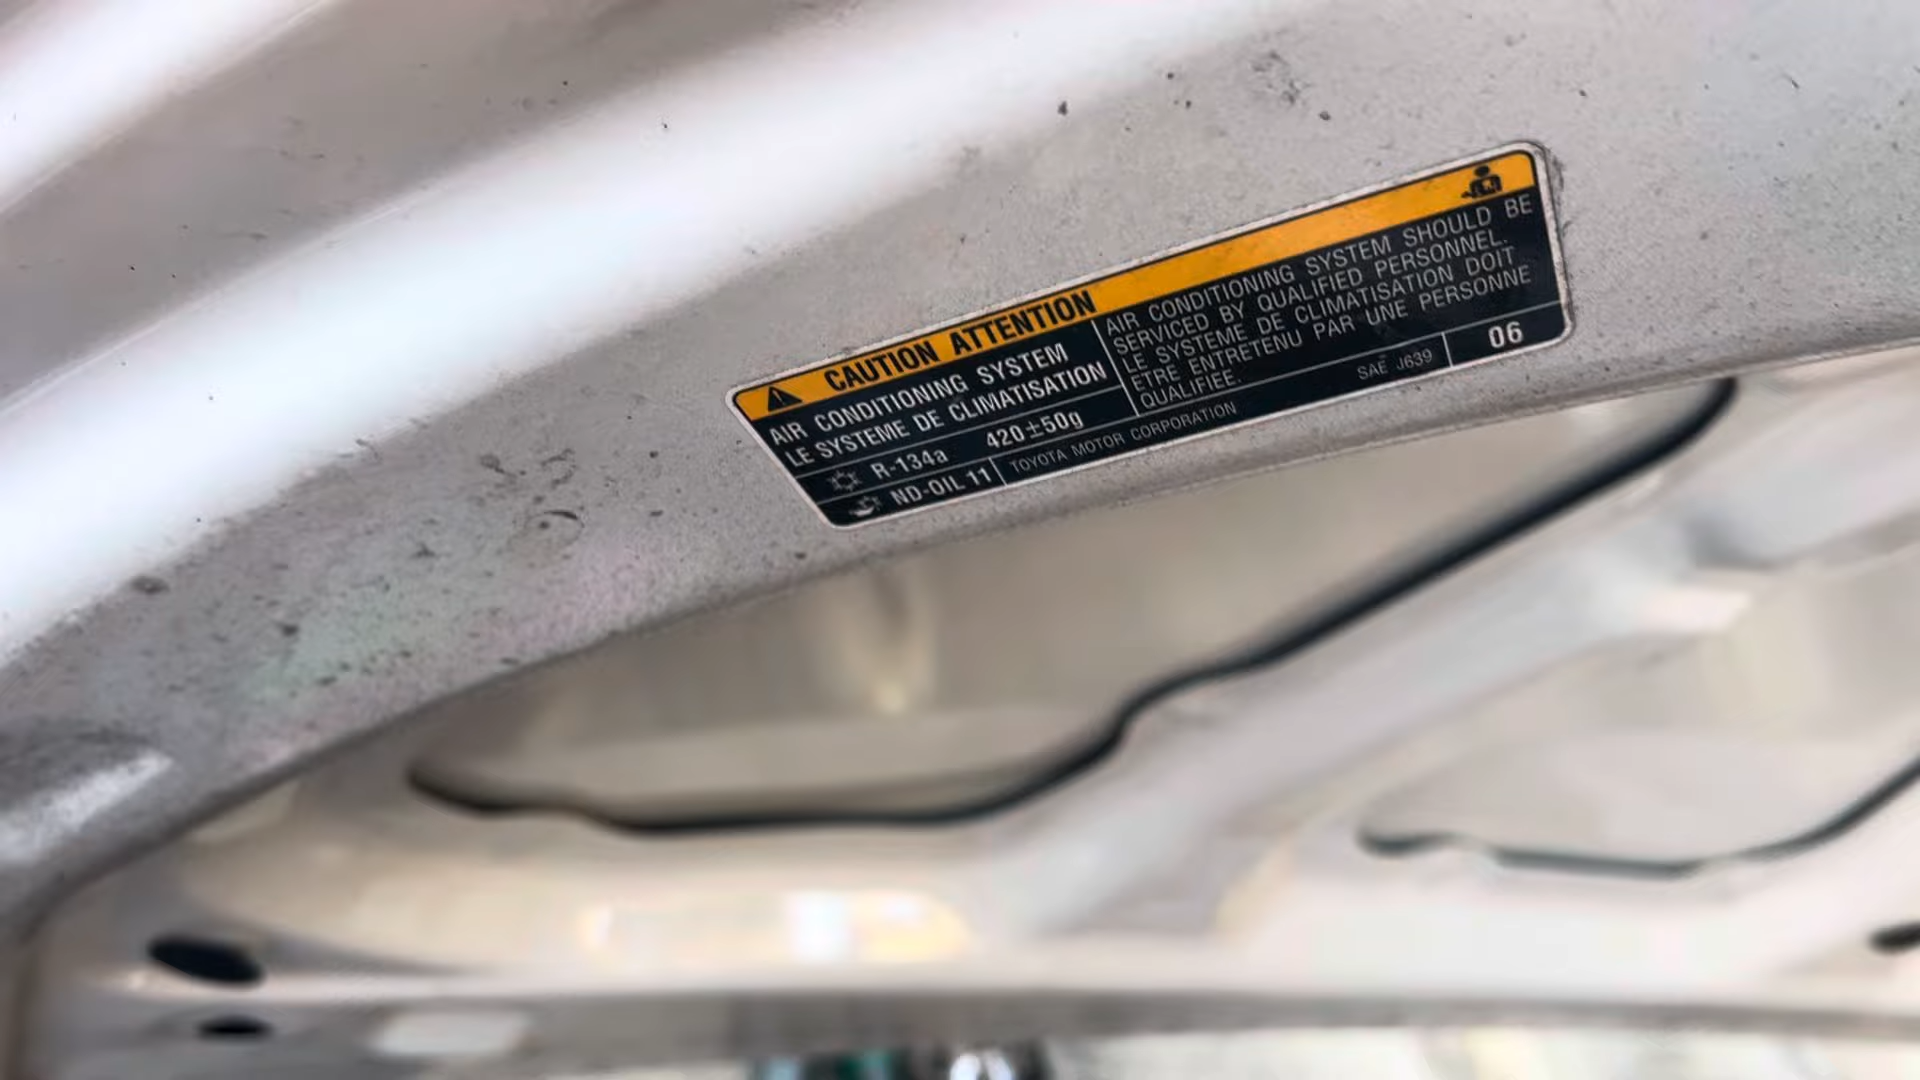 CAUTION ATTENTION
AIR CONDITIONING SYSTEM
LE SYSTEME DE CLIMATISATION
R-134a 420±50g
ND-OIL 11
AIR CONDITIONING SYSTEM SHOULD BE
SERVICED BY QUALIFIED PERSONNEL.
LE SYSTEME DE CLIMATISATION DOIT
ETRE ENTRETENU PAR UNE PERSONNE
QUALIFIEE.
TOYOTA MOTOR CORPORATION
SAE J639
06